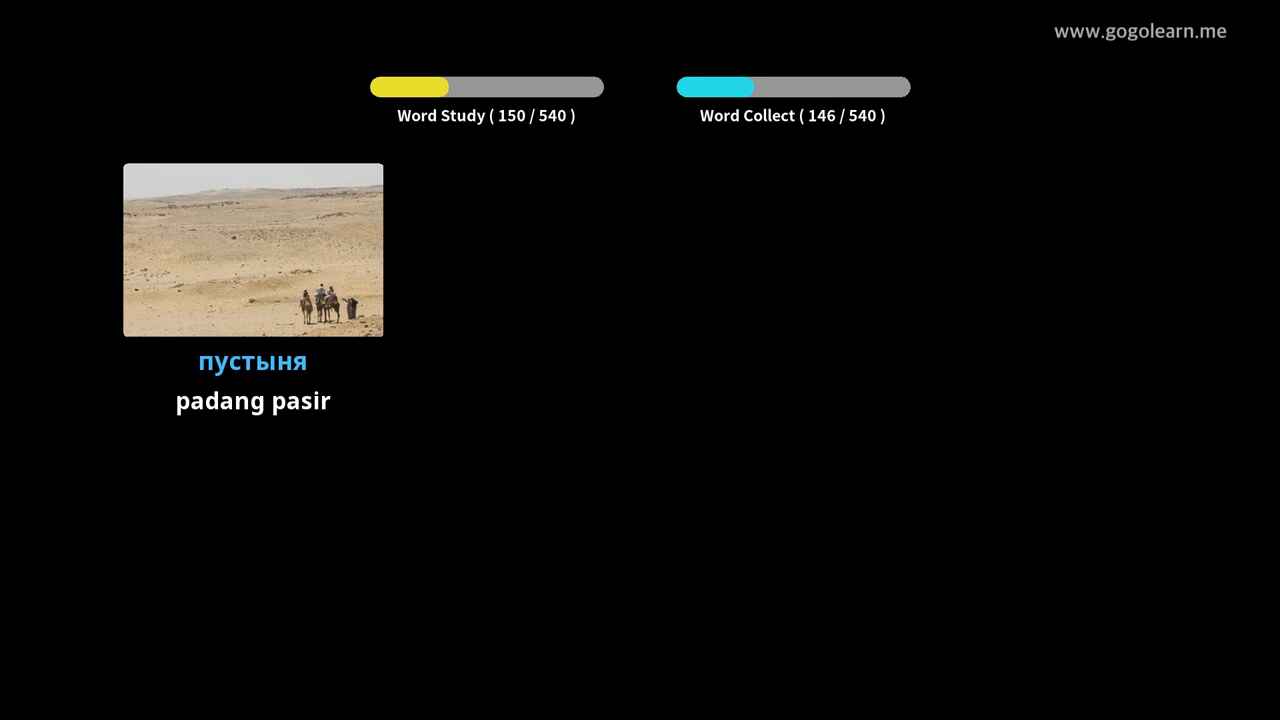 www.gogolearn.me
Word Study ( 150 / 540 )
Word Collect ( 146 / 540 )
пустыня
padang pasir